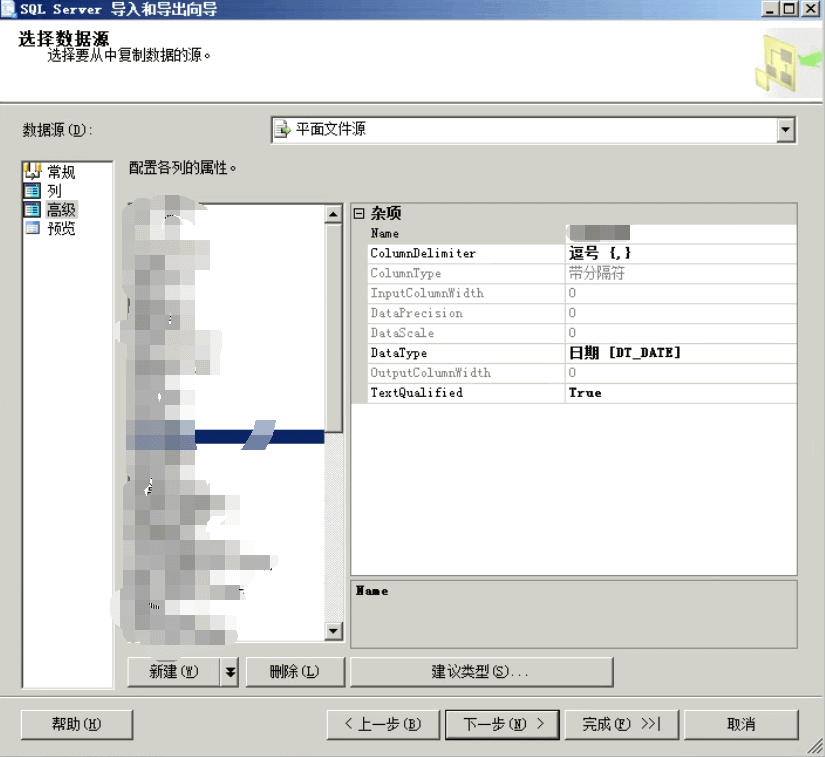 SQL Server 导入和导出向导
选择数据源
选择要从中复制数据的源。
数据源(D):
平面文件源
常规
列
高级
预览
配置各列的属性。
杂项
Name
ColumnDelimiter 逗号 {,}
ColumnType 带分隔符
InputColumnWidth 0
DataPrecision 0
DataScale 0
DataType 日期 [DT_DATE]
OutputColumnWidth 0
TextQualified True
Name
新建(W)
删除(L)
建议类型(S)...
帮助(H)
< 上一步(B)
下一步(N) >
完成(F) >>|
取消